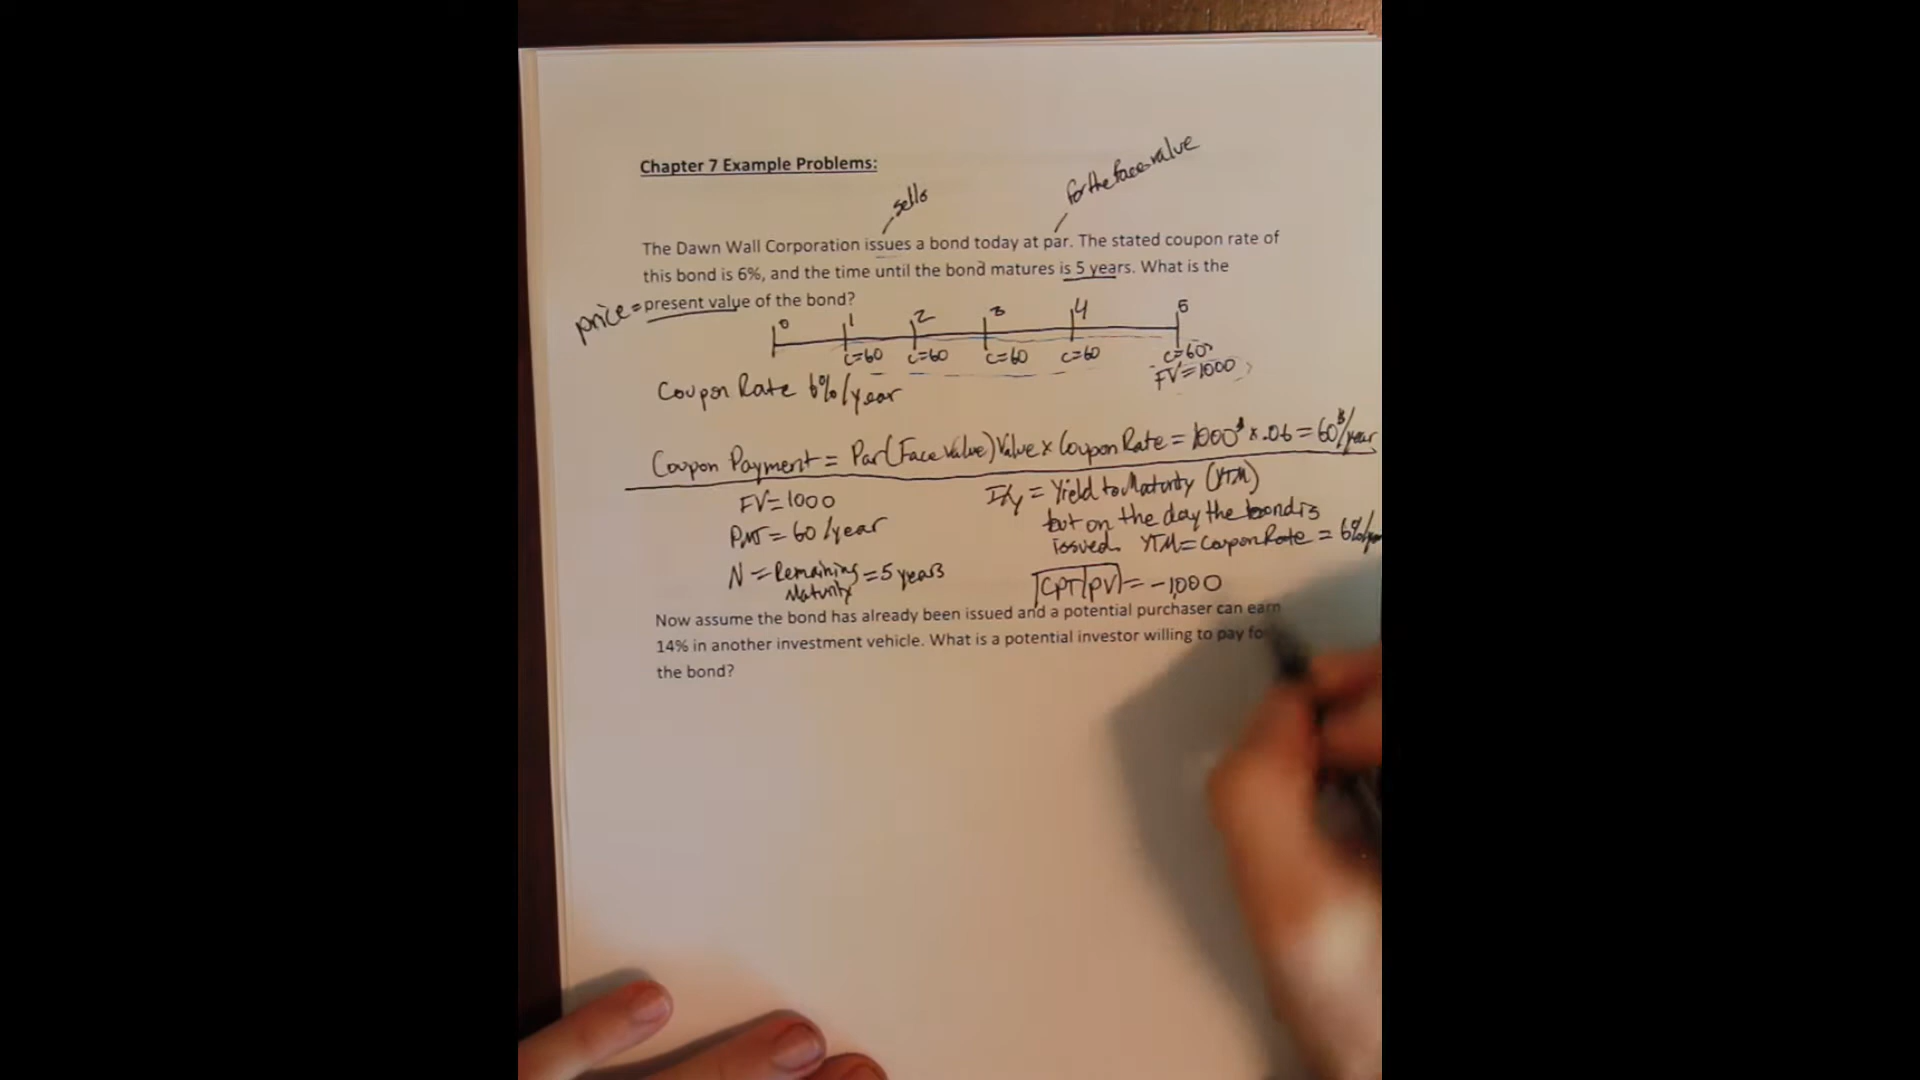 Chapter 7 Example Problems:
sells
for the face value
The Dawn Wall Corporation issues a bond today at par. The stated coupon rate of
this bond is 6%, and the time until the bond matures is 5 years. What is the
price = present value of the bond?
0 1 2 3 4 5
C=60 C=60 C=60 C=60 C=60
FV=1000
Coupon Rate 6%/year
Coupon Payment = Par(Face Value) Value x Coupon Rate = 1000$ x .06 = 60$/year
FV=1000
PMT = 60/year
N = Remaining Maturity = 5 years
I/y = Yield to Maturity (YTM)
but on the day the bond is
issued. YTM = Coupon Rate = 6%/
CPT PV = -1,000
Now assume the bond has already been issued and a potential purchaser can earn
14% in another investment vehicle. What is a potential investor willing to pay
the bond?